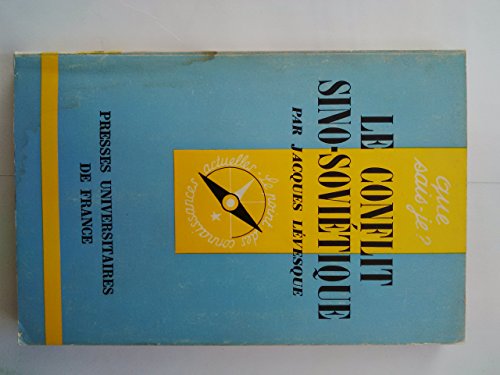 que
sais-je?
LE CONFLIT
SINO-SOVIÉTIQUE
PAR JACQUES LÉVESQUE
le point des connaissances actuelles
PRESSES UNIVERSITAIRES
DE FRANCE